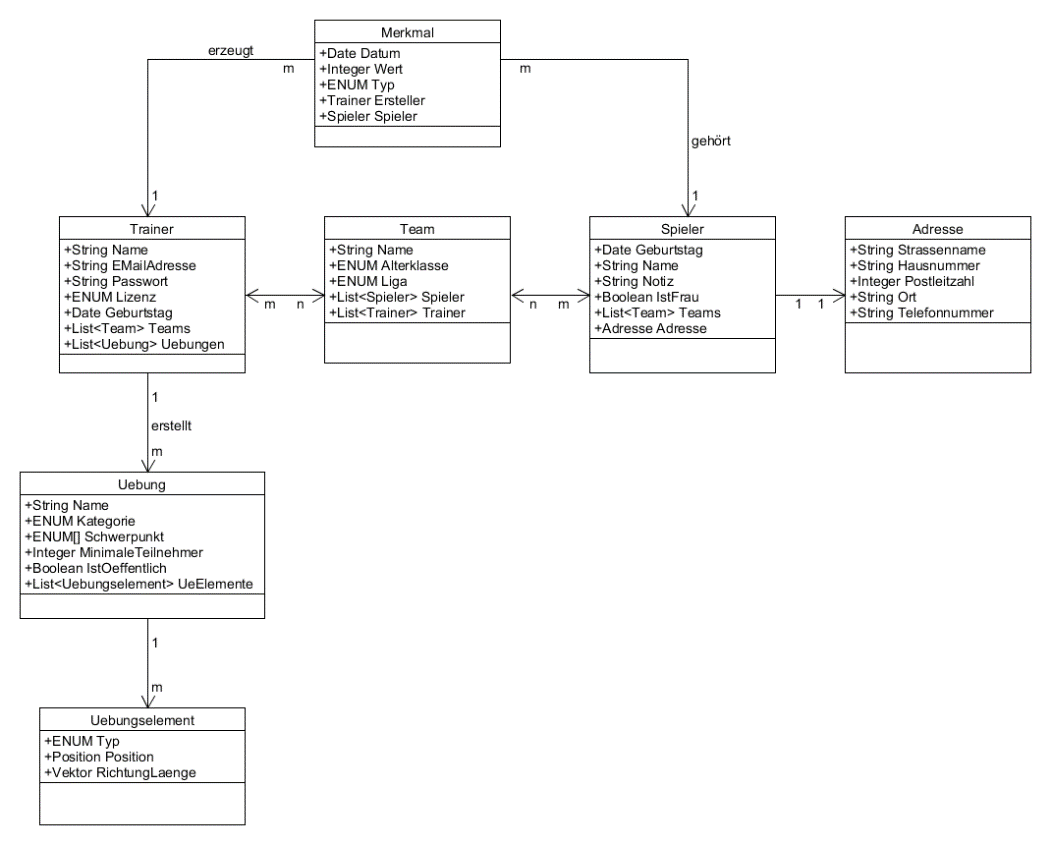 Merkmal
+Date Datum
+Integer Wert
+ENUM Typ
+Trainer Ersteller
+Spieler Spieler
erzeugt
m
m
gehört
1
1
Trainer
+String Name
+String EMailAdresse
+String Passwort
+ENUM Lizenz
+Date Geburtstag
+List<Team> Teams
+List<Uebung> Uebungen
m n
Team
+String Name
+ENUM Alterklasse
+ENUM Liga
+List<Spieler> Spieler
+List<Trainer> Trainer
n m
Spieler
+Date Geburtstag
+String Name
+String Notiz
+Boolean IstFrau
+List<Team> Teams
+Adresse Adresse
1 1
Adresse
+String Strassenname
+String Hausnummer
+Integer Postleitzahl
+String Ort
+String Telefonnummer
1
erstellt
m
Uebung
+String Name
+ENUM Kategorie
+ENUM[] Schwerpunkt
+Integer MinimaleTeilnehmer
+Boolean IstOeffentlich
+List<Uebungselement> UeElemente
1
m
Uebungselement
+ENUM Typ
+Position Position
+Vektor RichtungLaenge